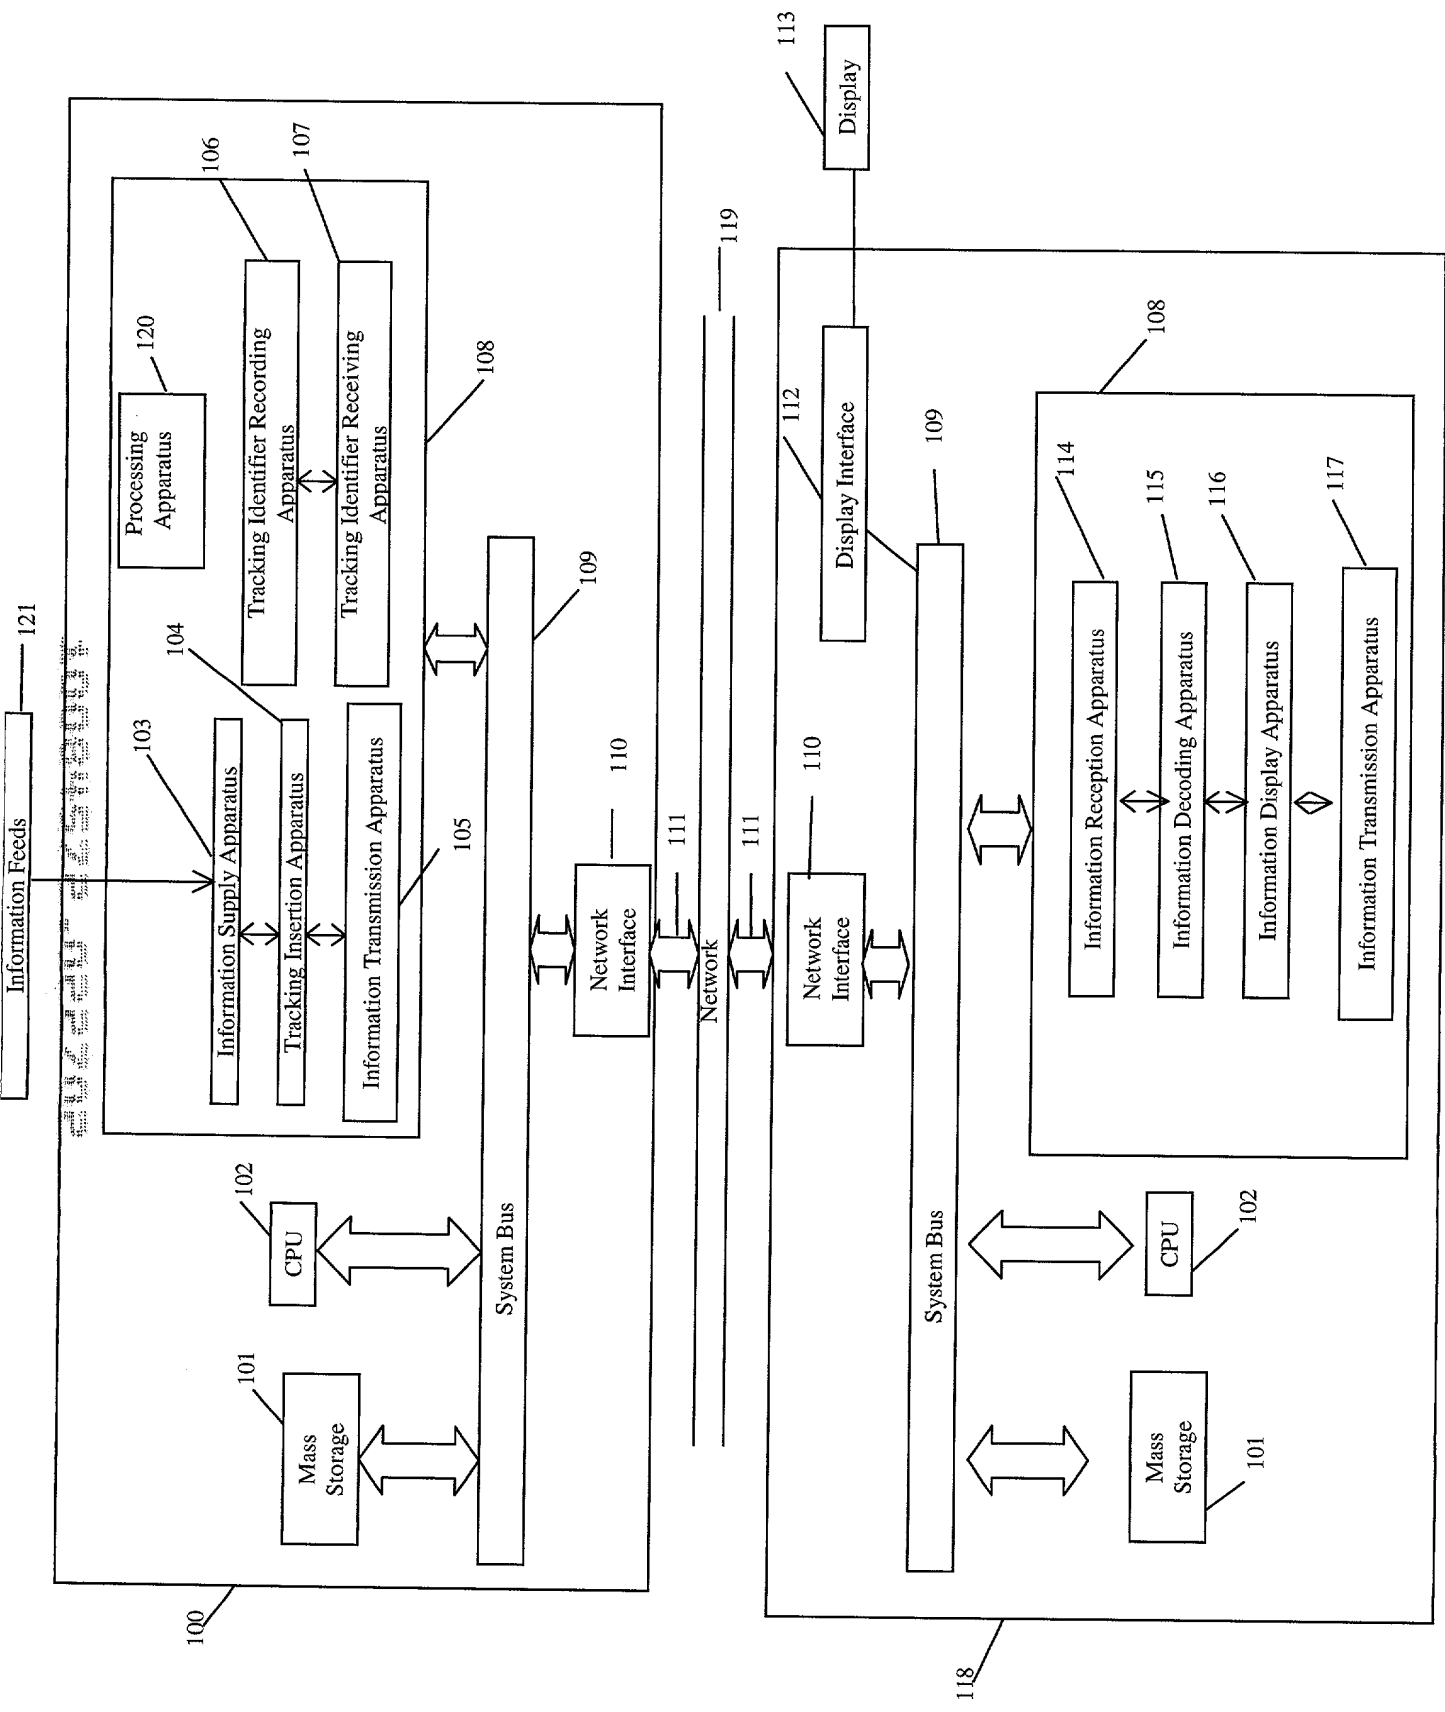 Information Feeds
121
100
Mass
Storage
101
CPU
102
Information Supply Apparatus
103
Tracking Insertion Apparatus
104
Information Transmission Apparatus
105
Processing
Apparatus
120
Tracking Identifier Recording
Apparatus
106
Tracking Identifier Receiving
Apparatus
107
108
System Bus
109
Network
Interface
110
111
Network
119
111
Network
Interface
110
Display Interface
112
Display
113
System Bus
109
108
Information Reception Apparatus
114
Information Decoding Apparatus
115
Information Display Apparatus
116
Information Transmission Apparatus
117
CPU
102
Mass
Storage
101
118